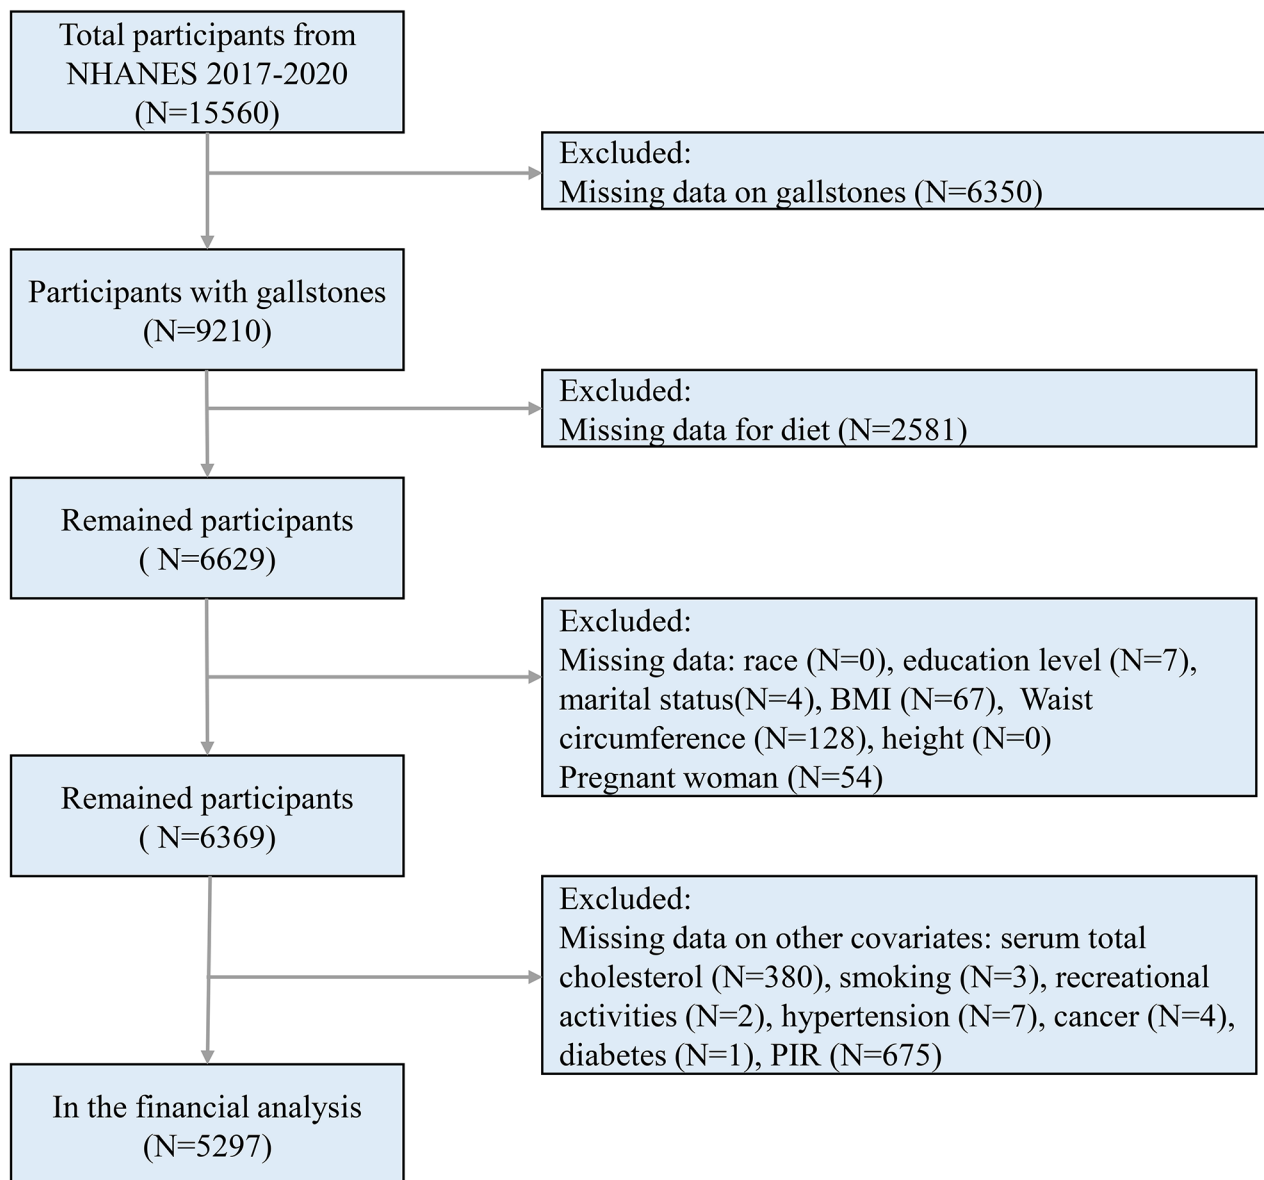 Total participants from
NHANES 2017-2020
(N=15560)
Excluded:
Missing data on gallstones (N=6350)
Participants with gallstones
(N=9210)
Excluded:
Missing data for diet (N=2581)
Remained participants
( N=6629)
Excluded:
Missing data: race (N=0), education level (N=7),
marital status(N=4), BMI (N=67),  Waist
circumference (N=128), height (N=0)
Pregnant woman (N=54)
Remained participants
( N=6369)
Excluded:
Missing data on other covariates: serum total
cholesterol (N=380), smoking (N=3), recreational
activities (N=2), hypertension (N=7), cancer (N=4),
diabetes (N=1), PIR (N=675)
In the financial analysis
(N=5297)